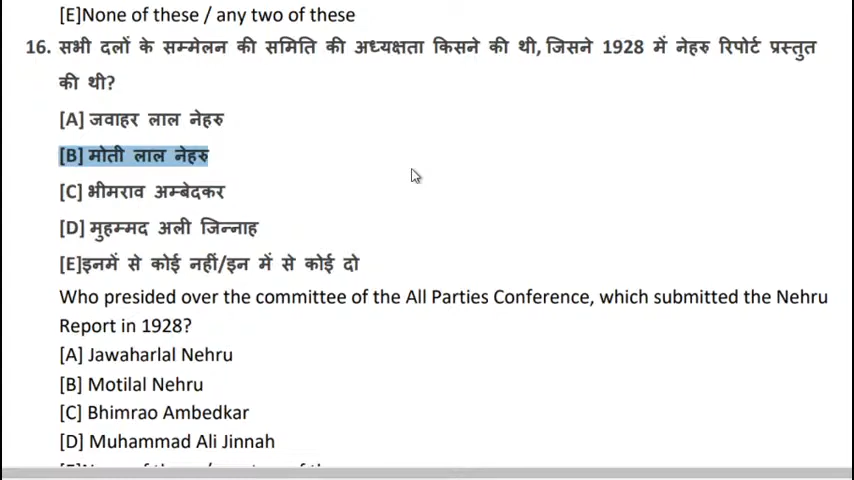 [E]None of these / any two of these
16. सभी दलों के सम्मेलन की समिति की अध्यक्षता किसने की थी, जिसने 1928 में नेहरु रिपोर्ट प्रस्तुत
की थी?
[A] जवाहर लाल नेहरु
[B] मोती लाल नेहरु
[C] भीमराव अम्बेदकर
[D] मुहम्मद अली जिन्नाह
[E]इनमें से कोई नहीं/इन में से कोई दो
Who presided over the committee of the All Parties Conference, which submitted the Nehru
Report in 1928?
[A] Jawaharlal Nehru
[B] Motilal Nehru
[C] Bhimrao Ambedkar
[D] Muhammad Ali Jinnah